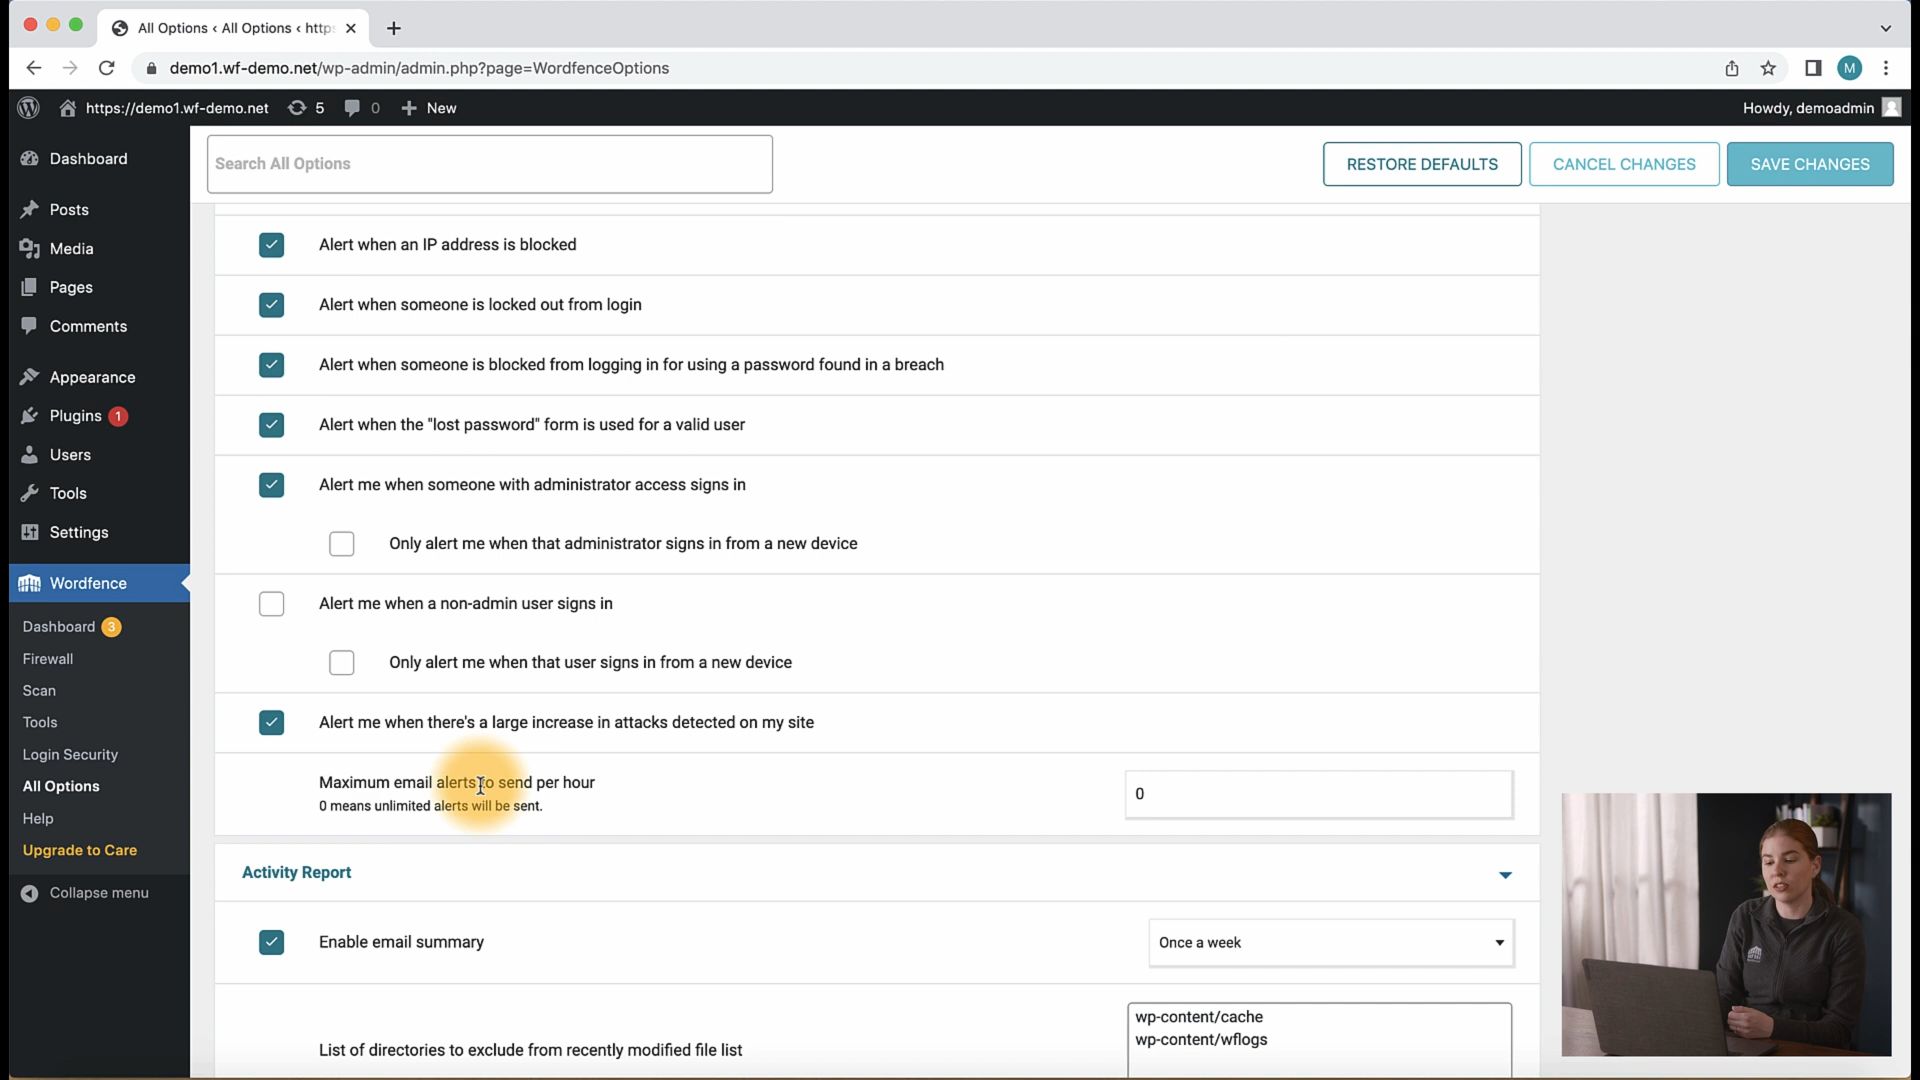 All Options ‹ All Options ‹ https
demo1.wf-demo.net/wp-admin/admin.php?page=WordfenceOptions
M
https://demo1.wf-demo.net
5
0
New
Howdy, demoadmin
Dashboard
Posts
Media
Pages
Comments
Appearance
Plugins 1
Users
Tools
Settings
Wordfence
Dashboard 3
Firewall
Scan
Tools
Login Security
All Options
Help
Upgrade to Care
Collapse menu
Search All Options
RESTORE DEFAULTS
CANCEL CHANGES
SAVE CHANGES
Alert when an IP address is blocked
Alert when someone is locked out from login
Alert when someone is blocked from logging in for using a password found in a breach
Alert when the "lost password" form is used for a valid user
Alert me when someone with administrator access signs in
Only alert me when that administrator signs in from a new device
Alert me when a non-admin user signs in
Only alert me when that user signs in from a new device
Alert me when there's a large increase in attacks detected on my site
Maximum email alerts to send per hour
0 means unlimited alerts will be sent.
0
Activity Report
Enable email summary
Once a week
List of directories to exclude from recently modified file list
wp-content/cache
wp-content/wflogs